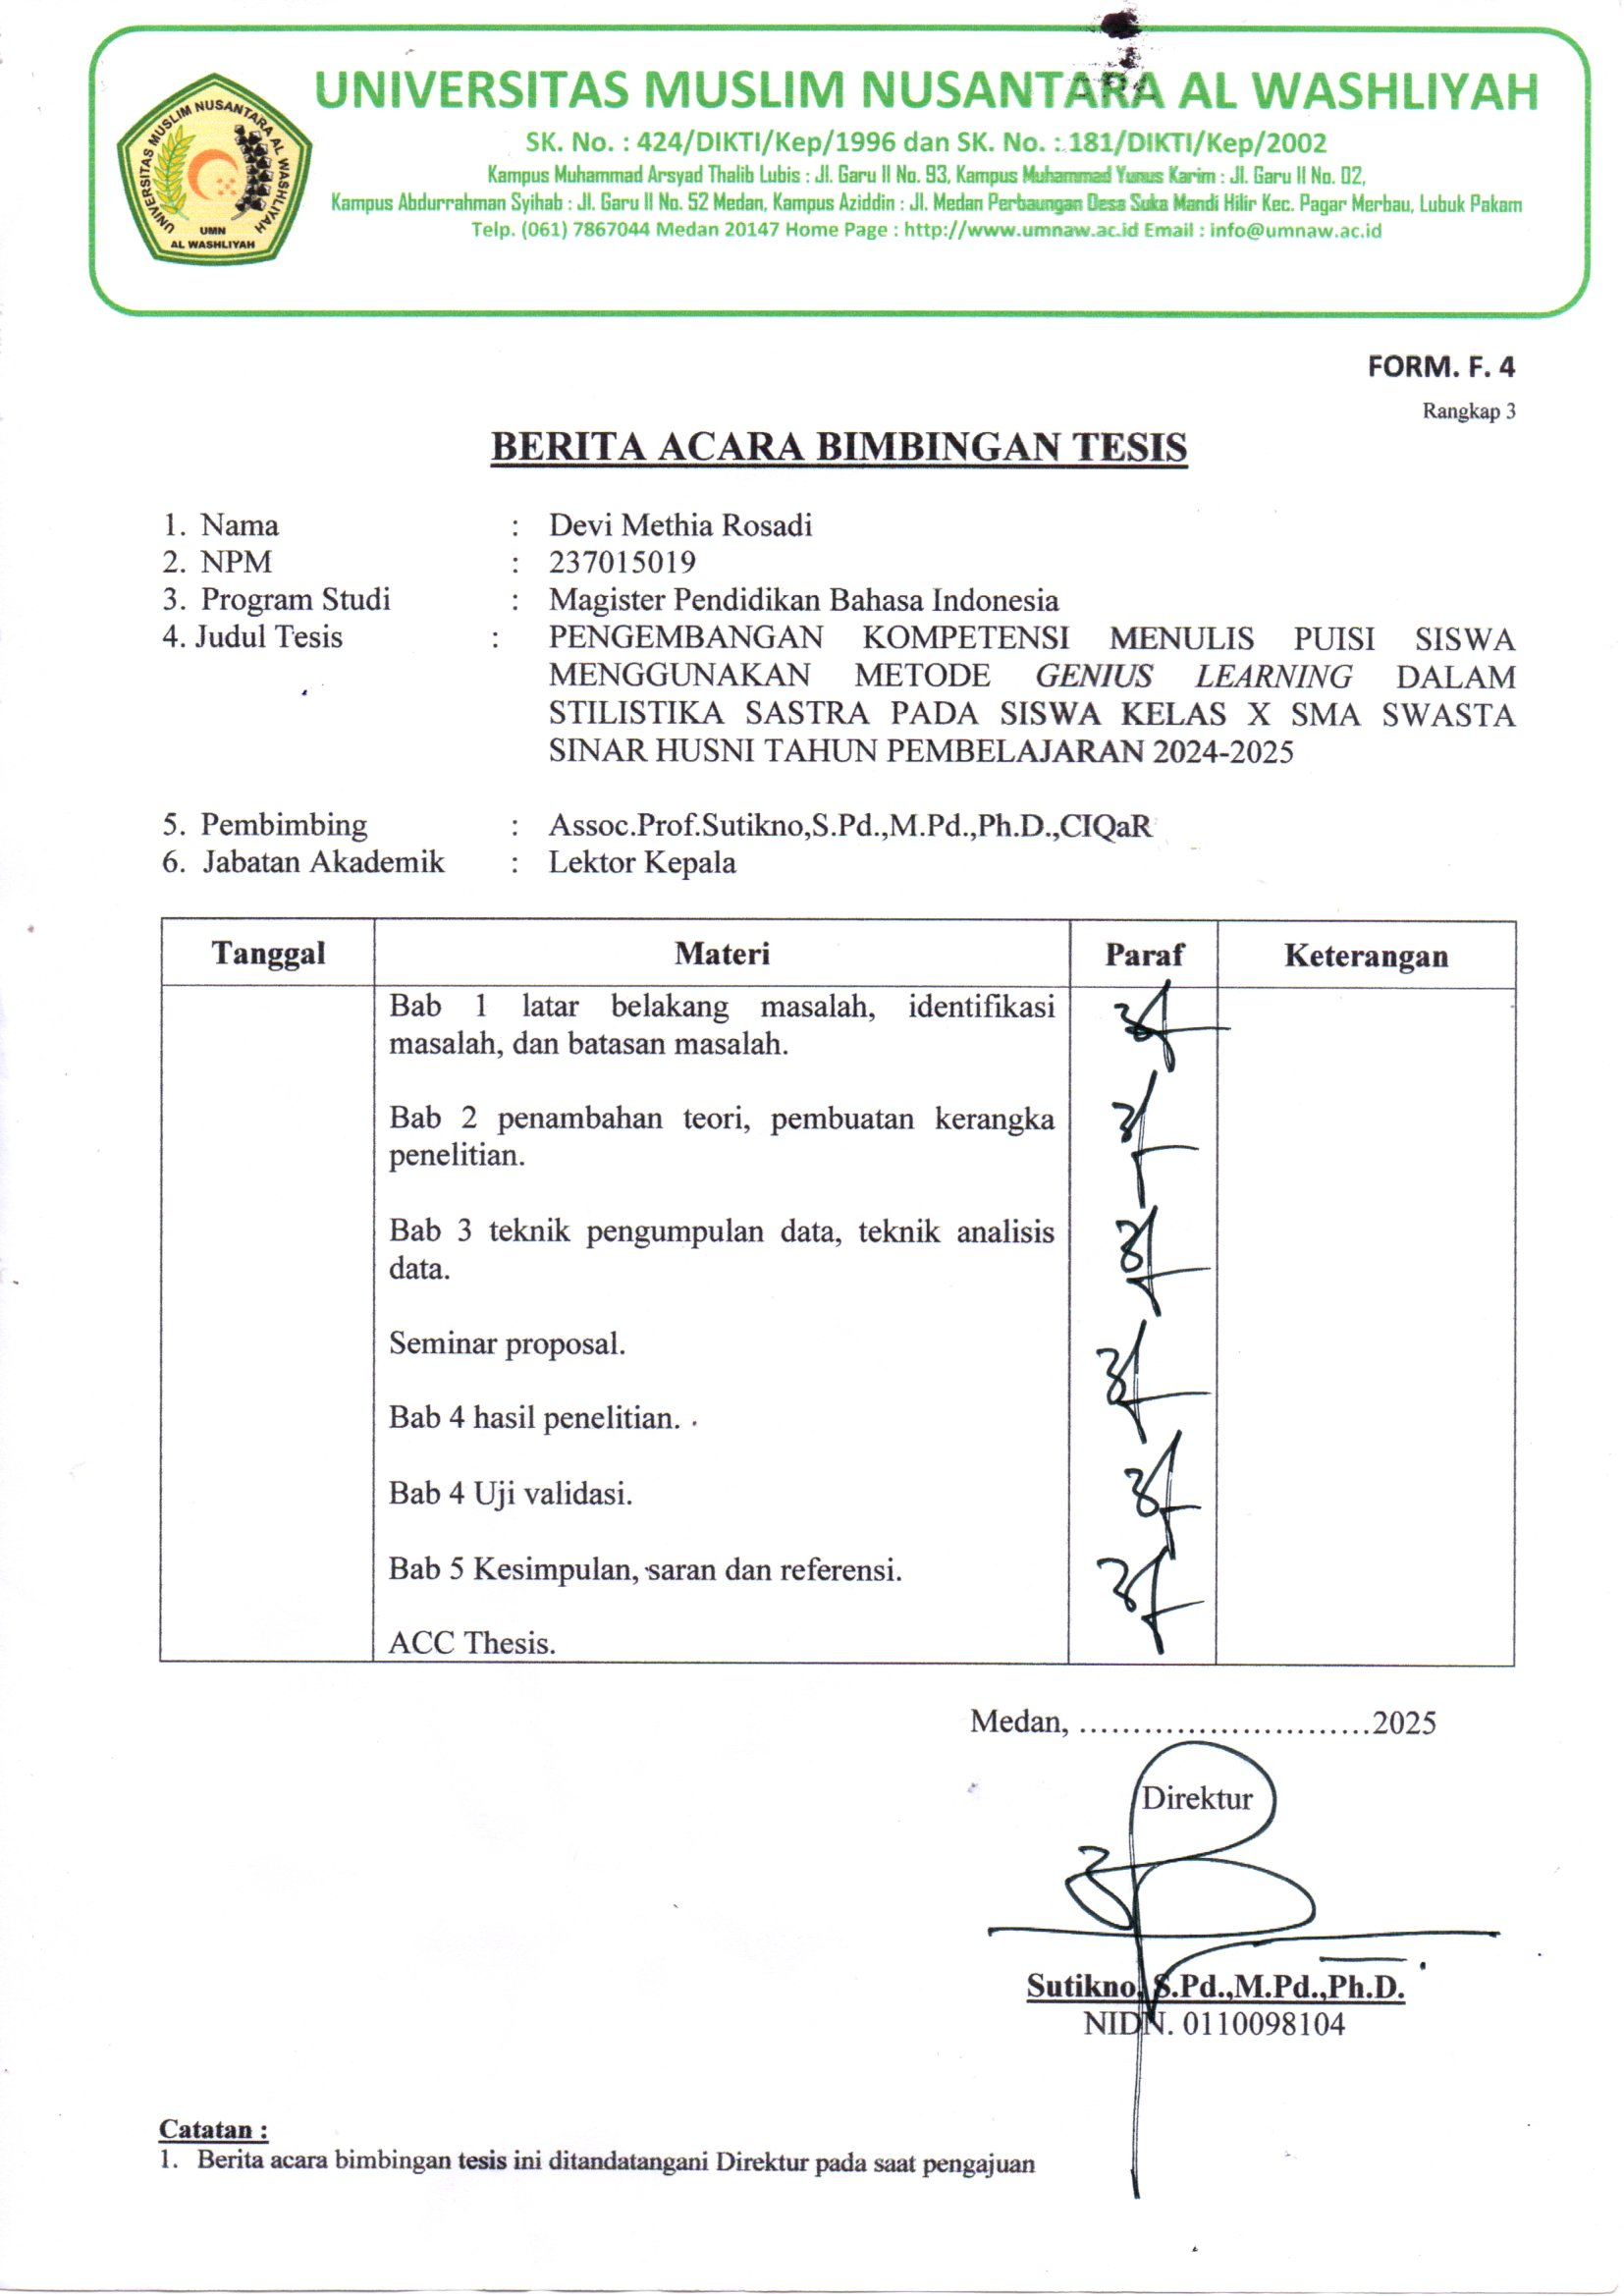 UNIVERSITAS MUSLIM NUSANTARA AL WASHLIYAH
UMN
AL WASHLIYAH
UNIVERSITAS MUSLIM NUSANTARA AL WASHLIYAH
SK. No. : 424/DIKTI/Kep/1996 dan SK. No. : 181/DIKTI/Kep/2002
Kampus Muhammad Arsyad Thalib Lubis : Jl. Garu II No. 93, Kampus Muhammad Yunus Karim : Jl. Garu II No. 02,
Kampus Abdurrahman Syihab : Jl. Garu II No. 52 Medan, Kampus Aziddin : Jl. Medan Perbaungan Desa Suka Mandi Hilir Kec. Pagar Merbau, Lubuk Pakam
Telp. (061) 7867044 Medan 20147 Home Page : http://www.umnaw.ac.id Email : info@umnaw.ac.id
FORM. F. 4
Rangkap 3
BERITA ACARA BIMBINGAN TESIS
1. Nama : Devi Methia Rosadi
2. NPM : 237015019
3. Program Studi : Magister Pendidikan Bahasa Indonesia
4. Judul Tesis : PENGEMBANGAN KOMPETENSI MENULIS PUISI SISWA
MENGGUNAKAN METODE GENIUS LEARNING DALAM
STILISTIKA SASTRA PADA SISWA KELAS X SMA SWASTA
SINAR HUSNI TAHUN PEMBELAJARAN 2024-2025
5. Pembimbing : Assoc.Prof.Sutikno,S.Pd.,M.Pd.,Ph.D.,CIQaR
6. Jabatan Akademik : Lektor Kepala
Tanggal Materi Paraf Keterangan
Bab 1 latar belakang masalah, identifikasi
masalah, dan batasan masalah.
Bab 2 penambahan teori, pembuatan kerangka
penelitian.
Bab 3 teknik pengumpulan data, teknik analisis
data.
Seminar proposal.
Bab 4 hasil penelitian.
Bab 4 Uji validasi.
Bab 5 Kesimpulan, saran dan referensi.
ACC Thesis.
Medan, ...........................2025
Direktur
Sutikno, S.Pd.,M.Pd.,Ph.D.
NIDN. 0110098104
Catatan :
1. Berita acara bimbingan tesis ini ditandatangani Direktur pada saat pengajuan